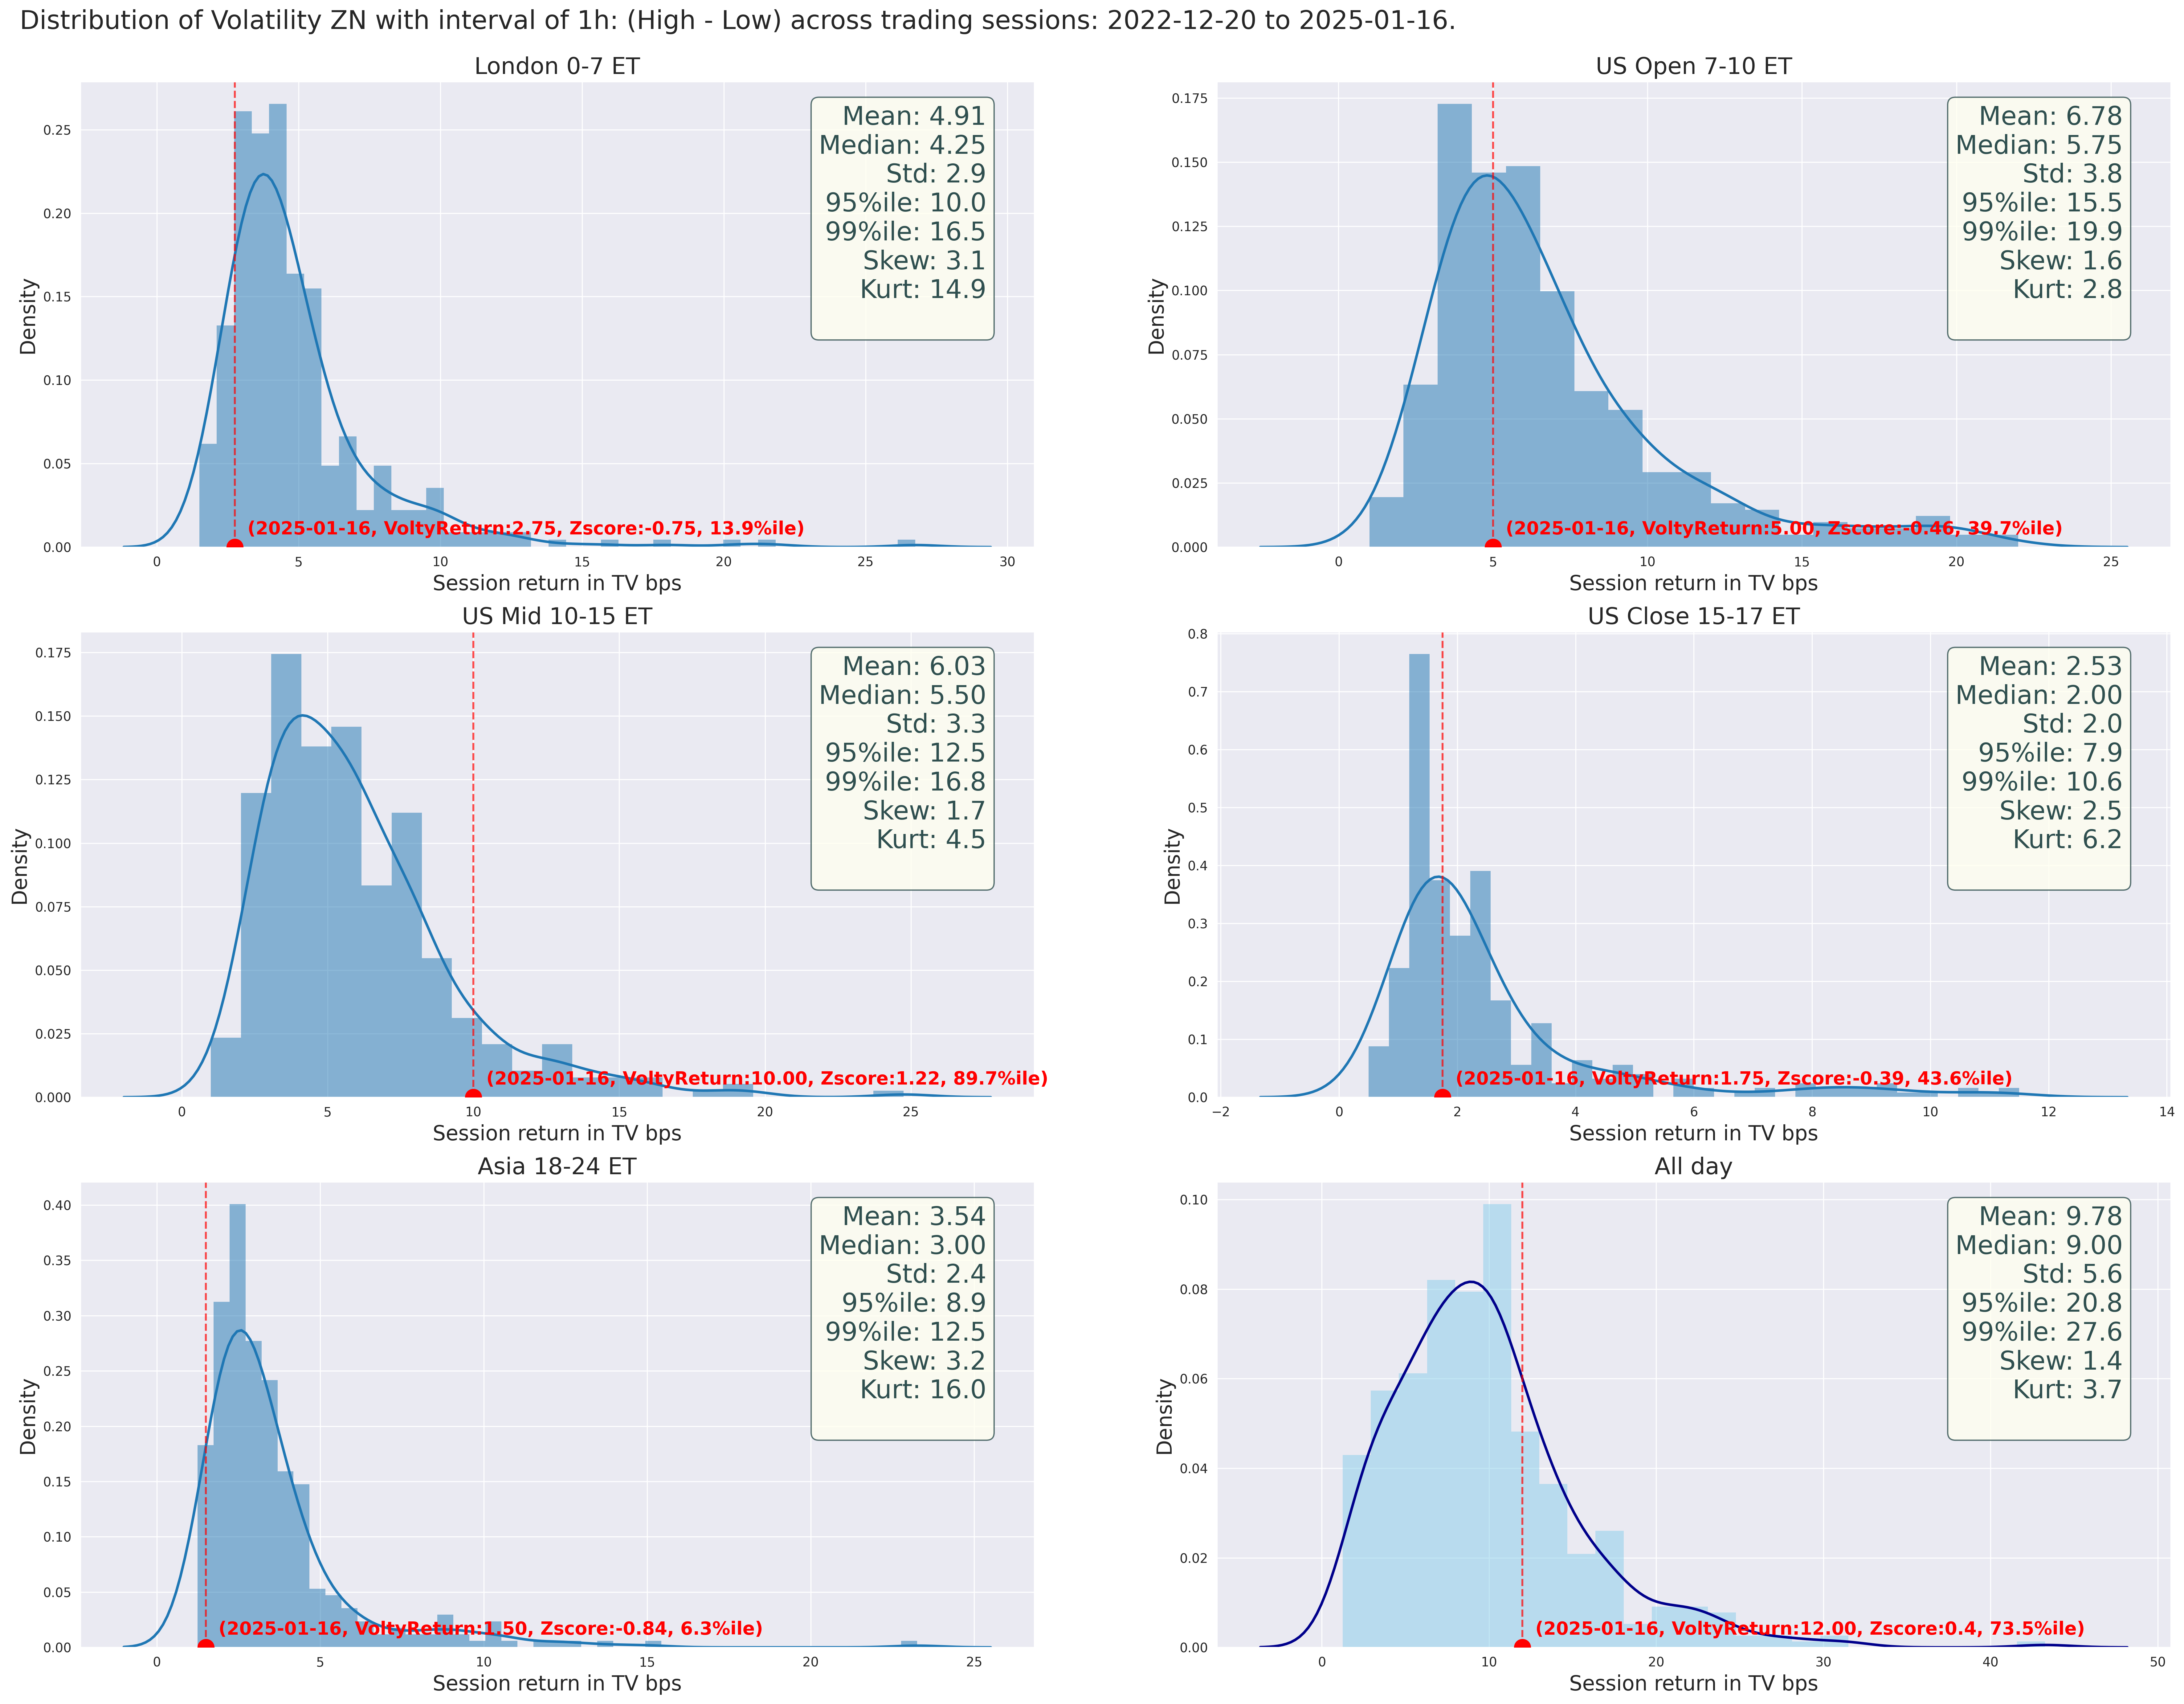 Distribution of Volatility ZN with interval of 1h: (High - Low) across trading sessions: 2022-12-20 to 2025-01-16.
London 0-7 ET
Density
0.25
0.20
0.15
0.10
0.05
0.00
Mean: 4.91
Median: 4.25
Std: 2.9
95%ile: 10.0
99%ile: 16.5
Skew: 3.1
Kurt: 14.9
(2025-01-16, VoltyReturn:2.75, Zscore:-0.75, 13.9%ile)
0 5 10 15 20 25 30
Session return in TV bps
US Open 7-10 ET
Density
0.175
0.150
0.125
0.100
0.075
0.050
0.025
0.000
Mean: 6.78
Median: 5.75
Std: 3.8
95%ile: 15.5
99%ile: 19.9
Skew: 1.6
Kurt: 2.8
(2025-01-16, VoltyReturn:5.00, Zscore:-0.46, 39.7%ile)
0 5 10 15 20 25
Session return in TV bps
US Mid 10-15 ET
Density
0.175
0.150
0.125
0.100
0.075
0.050
0.025
0.000
Mean: 6.03
Median: 5.50
Std: 3.3
95%ile: 12.5
99%ile: 16.8
Skew: 1.7
Kurt: 4.5
(2025-01-16, VoltyReturn:10.00, Zscore:1.22, 89.7%ile)
0 5 10 15 20 25
Session return in TV bps
US Close 15-17 ET
Density
0.8
0.7
0.6
0.5
0.4
0.3
0.2
0.1
0.0
Mean: 2.53
Median: 2.00
Std: 2.0
95%ile: 7.9
99%ile: 10.6
Skew: 2.5
Kurt: 6.2
(2025-01-16, VoltyReturn:1.75, Zscore:-0.39, 43.6%ile)
−2 0 2 4 6 8 10 12 14
Session return in TV bps
Asia 18-24 ET
Density
0.40
0.35
0.30
0.25
0.20
0.15
0.10
0.05
0.00
Mean: 3.54
Median: 3.00
Std: 2.4
95%ile: 8.9
99%ile: 12.5
Skew: 3.2
Kurt: 16.0
(2025-01-16, VoltyReturn:1.50, Zscore:-0.84, 6.3%ile)
0 5 10 15 20 25
Session return in TV bps
All day
Density
0.10
0.08
0.06
0.04
0.02
0.00
Mean: 9.78
Median: 9.00
Std: 5.6
95%ile: 20.8
99%ile: 27.6
Skew: 1.4
Kurt: 3.7
(2025-01-16, VoltyReturn:12.00, Zscore:0.4, 73.5%ile)
0 10 20 30 40 50
Session return in TV bps